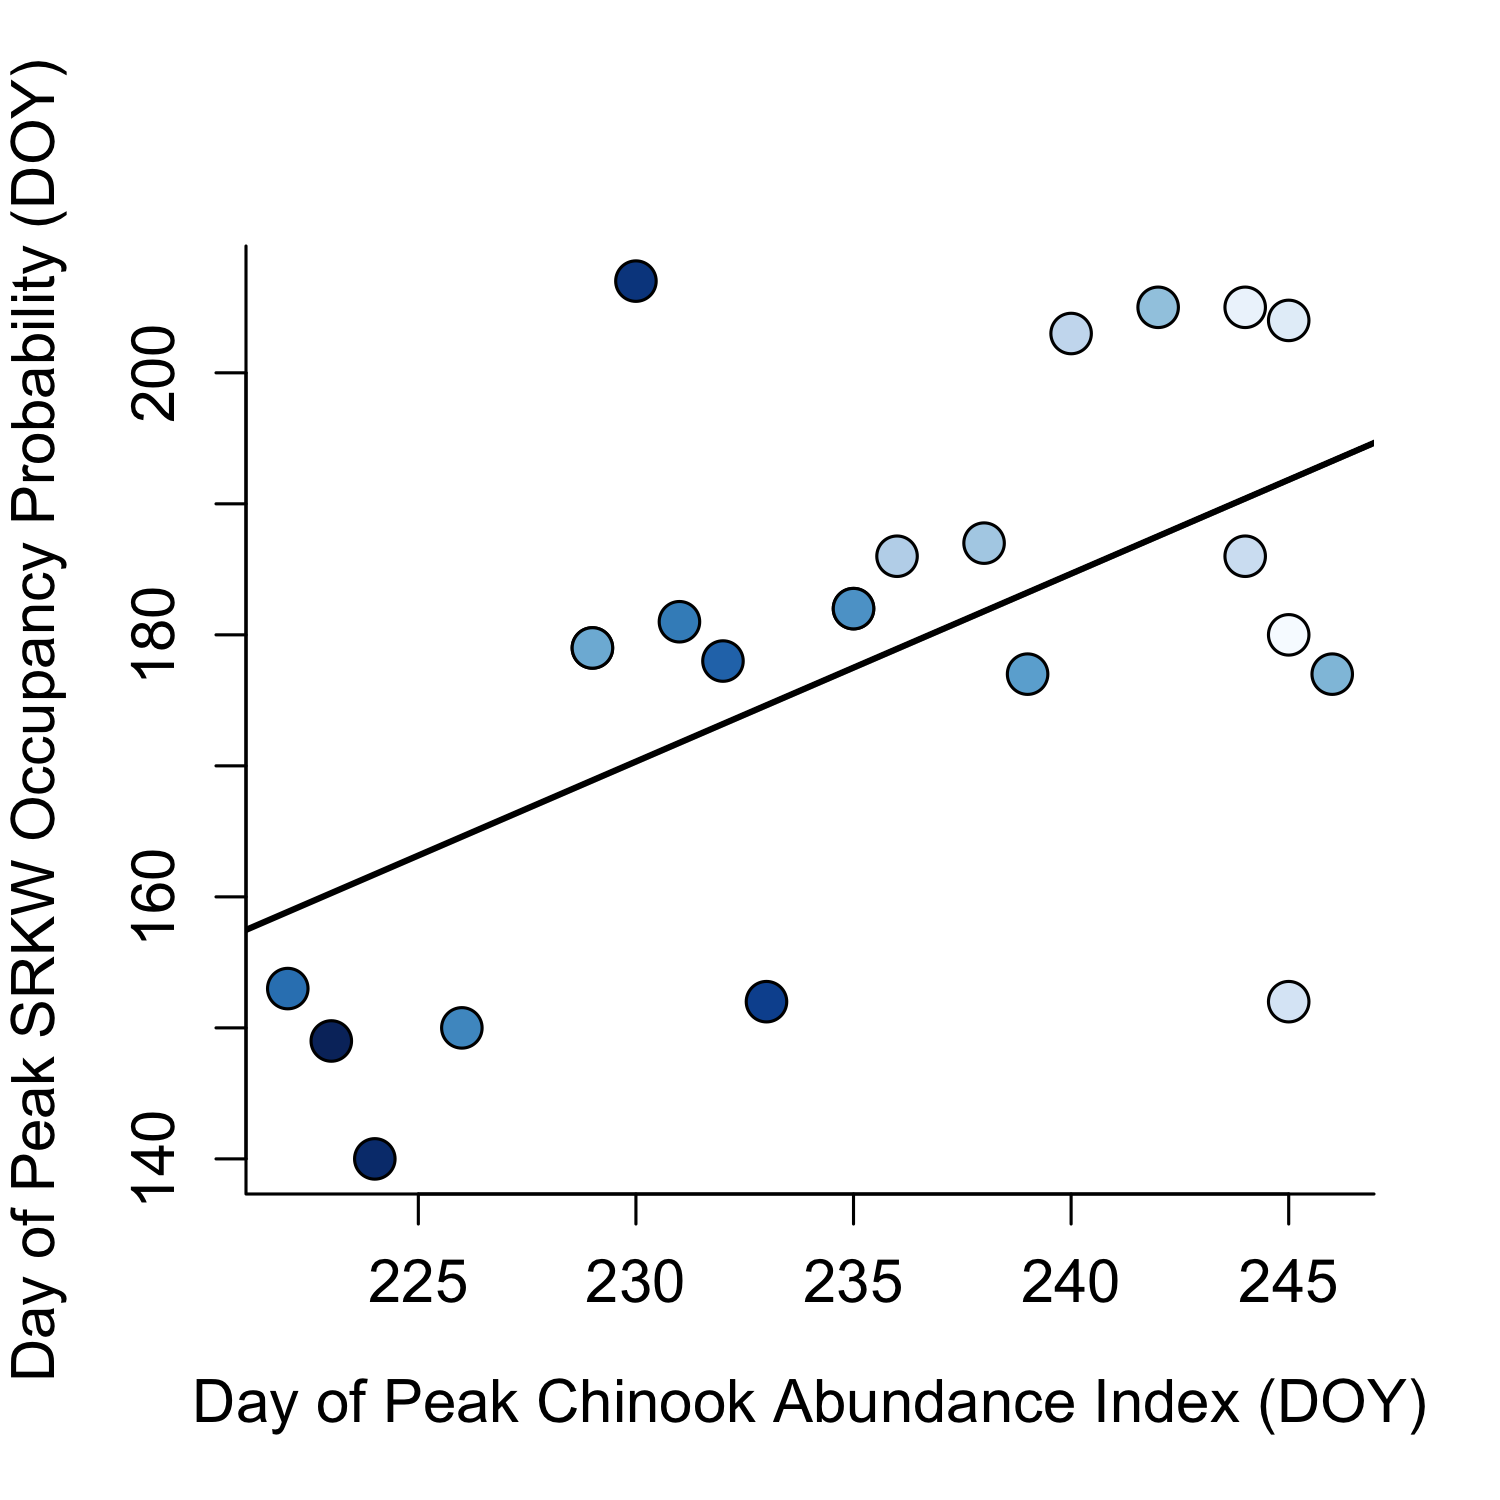 Day of Peak SRKW Occupancy Probability (DOY)
200
180
160
140
225 230 235 240 245
Day of Peak Chinook Abundance Index (DOY)